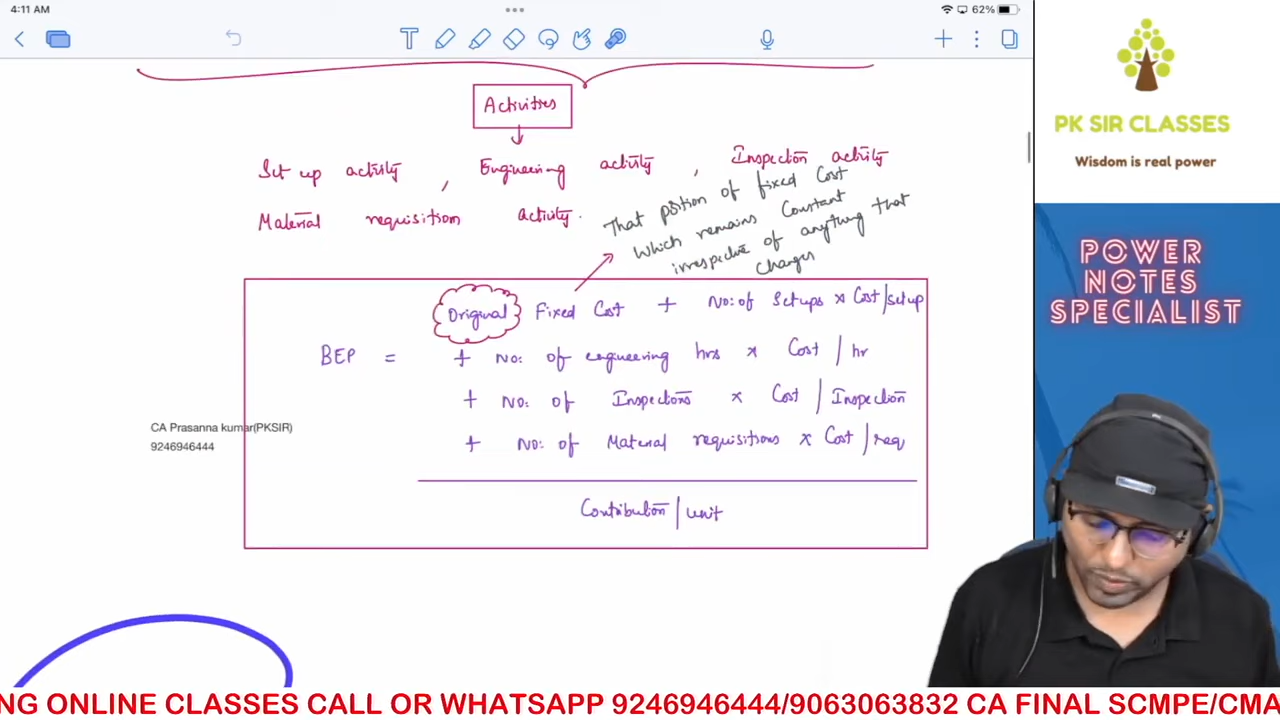 4:11 AM
62%
T
PK SIR CLASSES
Wisdom is real power
POWER
NOTES
SPECIALIST
Activities
Set up activity , Engineering activity , Inspection activity
Material requisition activity.
That portion of fixed Cost
Which remains Constant
irrespective of anything that
changes
Original Fixed Cost + No: of Setups x Cost/setup
BEP = + No: of engineering hrs x Cost / hr
+ No: of Inspections x Cost / Inspection
+ No: of Material requisitions x Cost /req
Contribution / unit
CA Prasanna kumar(PKSIR)
9246946444
NG ONLINE CLASSES CALL OR WHATSAPP 9246946444/9063063832 CA FINAL SCMPE/CMA